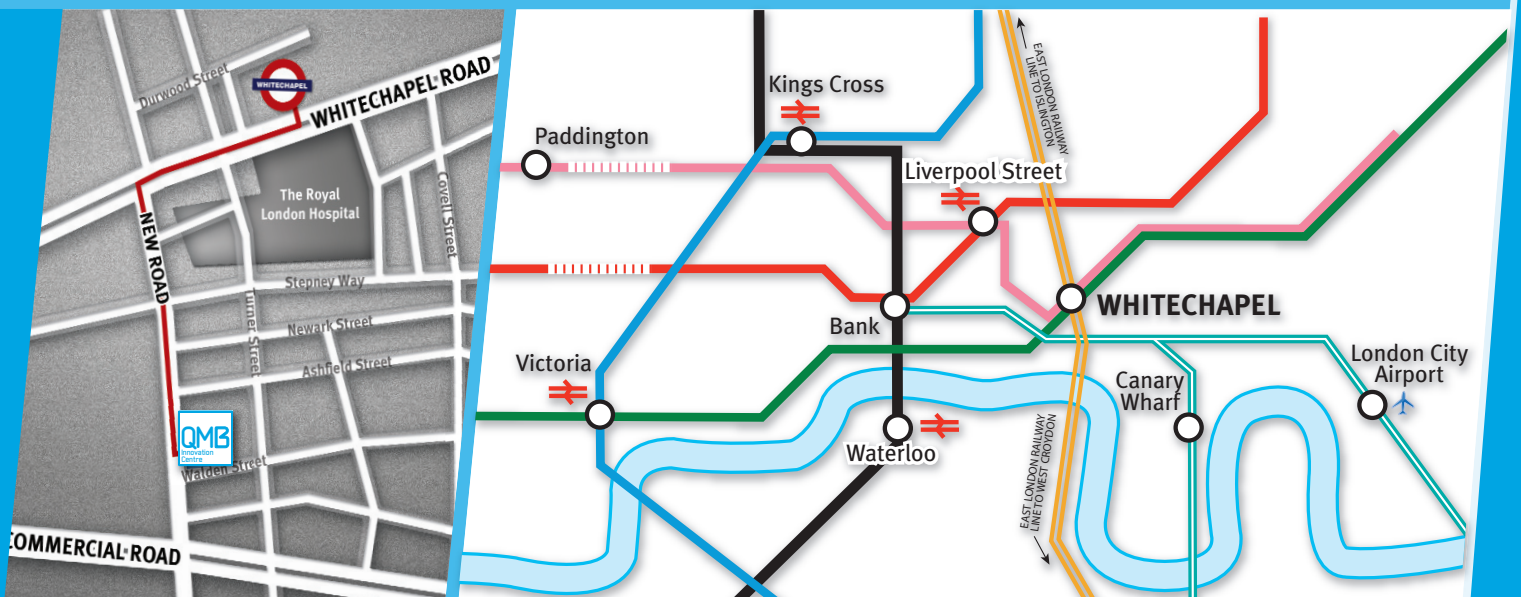 Durwood Street
WHITECHAPEL
WHITECHAPEL ROAD
The Royal
London Hospital
Covell Street
NEW ROAD
Stepney Way
Turner Street
Newark Street
Ashfield Street
QMB
Innovation
Centre
Walden Street
COMMERCIAL ROAD
Kings Cross
Paddington
EAST LONDON RAILWAY
LINE TO ISLINGTON
Liverpool Street
WHITECHAPEL
Bank
Victoria
London City
Airport
Canary
Wharf
Waterloo
EAST LONDON RAILWAY
LINE TO WEST CROYDON